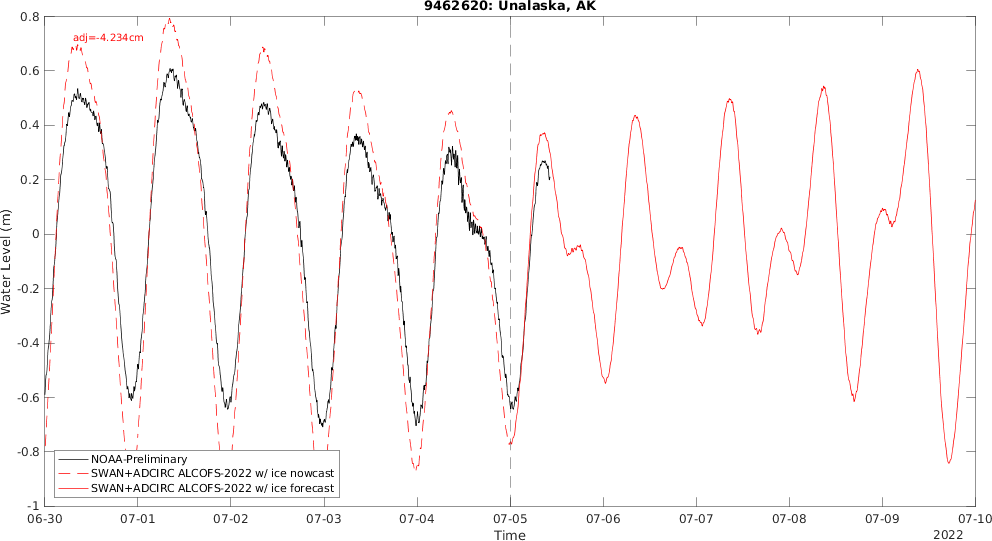 9462620: Unalaska, AK
adj=-4.234cm
Water Level (m)
0.8
0.6
0.4
0.2
0
-0.2
-0.4
-0.6
-0.8
-1
NOAA-Preliminary
SWAN+ADCIRC ALCOFS-2022 w/ ice nowcast
SWAN+ADCIRC ALCOFS-2022 w/ ice forecast
06-30 07-01 07-02 07-03 07-04 07-05 07-06 07-07 07-08 07-09 07-10
Time
2022